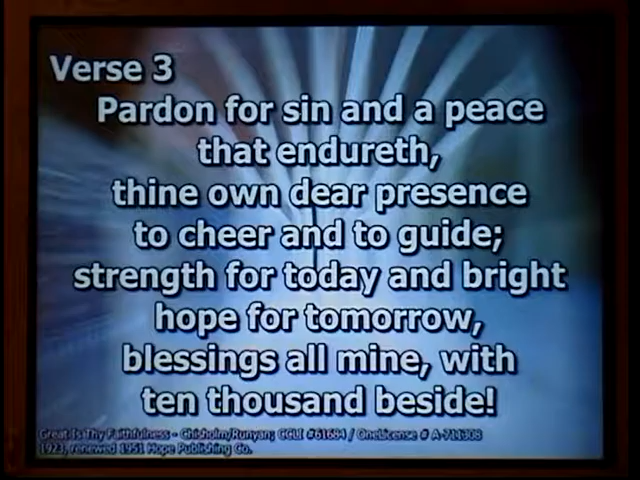 Verse 3
Pardon for sin and a peace
that endureth,
thine own dear presence
to cheer and to guide;
strength for today and bright
hope for tomorrow,
blessings all mine, with
ten thousand beside!
Great Is Thy Faithfulness - Chisholm/Runyan; CCLI #61684 / OneLicense # A-711308
1923, renewed 1951 Hope Publishing Co.